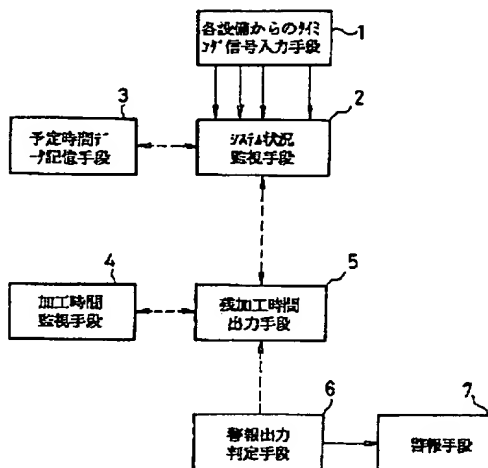 1
各設備からのタイミ
ング信号入力手段
2
3
予定時間デー
タ記憶手段
システム状況
監視手段
4
5
加工時間
監視手段
残加工時間
出力手段
6
7
警報出力
判定手段
警報手段